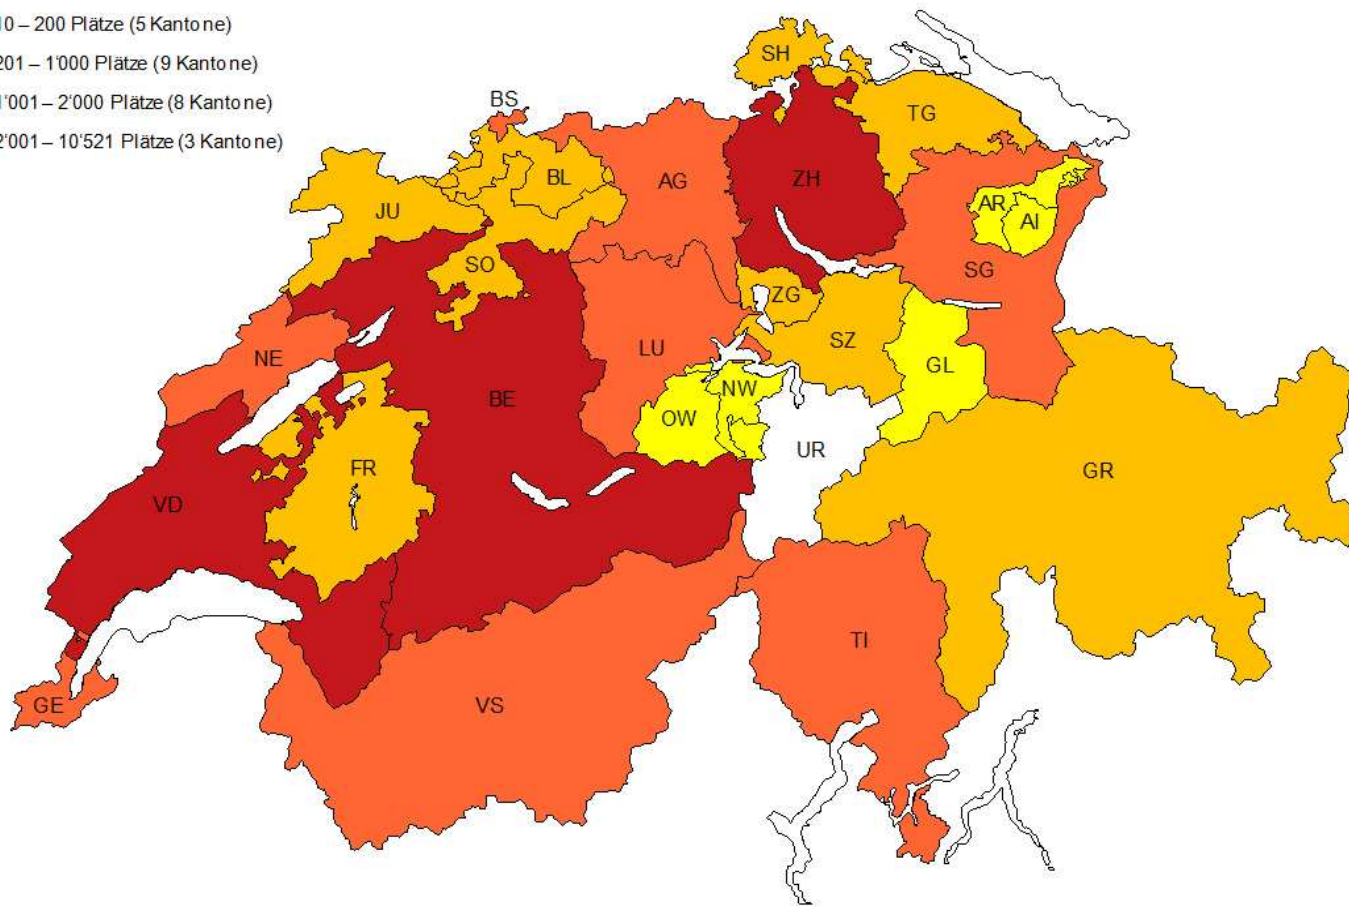 10 – 200 Plätze (5 Kantone)
201 – 1'000 Plätze (9 Kantone)
1'001 – 2'000 Plätze (8 Kantone)
2'001 – 10'521 Plätze (3 Kantone)
SH
BS
TG
BL
AG
ZH
JU
AR
AI
SO
SG
ZG
NE
LU
SZ
GL
NW
BE
OW
UR
FR
GR
VD
TI
GE
VS